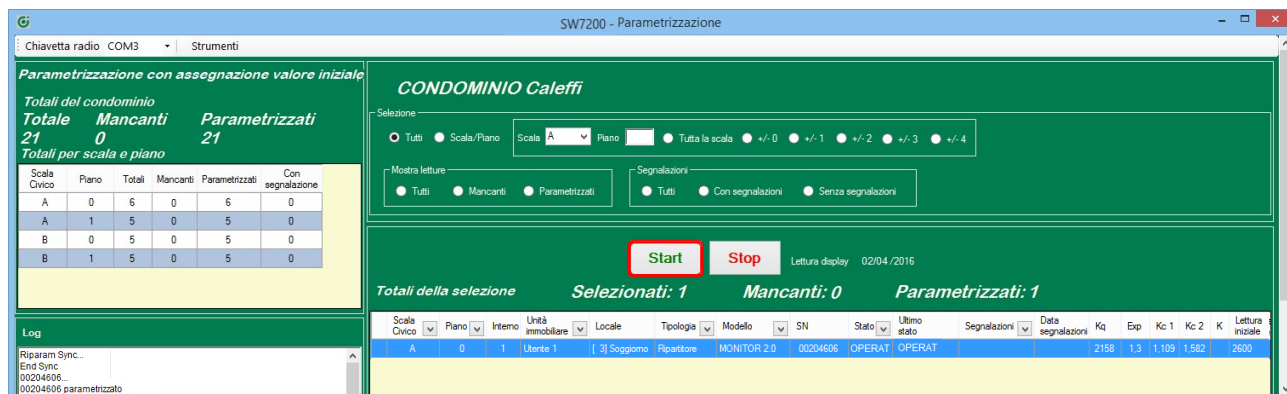 SW7200 - Parametrizzazione
Chiavetta radio COM3 Strumenti
Parametrizzazione con assegnazione valore iniziale
Totali del condominio
Totale Mancanti Parametrizzati
21 0 21
Totali per scala e piano
Scala Civico Piano Totali Mancanti Parametrizzati Con segnalazione
A 0 6 0 6 0
A 1 5 0 5 0
B 0 5 0 5 0
B 1 5 0 5 0
Log
Riparam Sync...
End Sync
00204606...
00204606 parametrizzato
CONDOMINIO Caleffi
Selezione
Tutti Scala/Piano Scala A Piano Tutta la scala +/- 0 +/- 1 +/- 2 +/- 3 +/- 4
Mostra letture
Tutti Mancanti Parametrizzati
Segnalazioni
Tutti Con segnalazioni Senza segnalazioni
Start Stop Lettura display 02/04 /2016
Totali della selezione Selezionati: 1 Mancanti: 0 Parametrizzati: 1
Scala Civico Piano Interno Unità immobiliare Locale Tipologia Modello SN Stato Ultimo stato Segnalazioni Data segnalazioni Kq Exp Kc 1 Kc 2 K Lettura iniziale
A 0 1 Utente 1 [ 3] Soggiorno Ripartitore MONITOR 2.0 00204606 OPERAT OPERAT 2158 1,3 1,109 1,582 2600